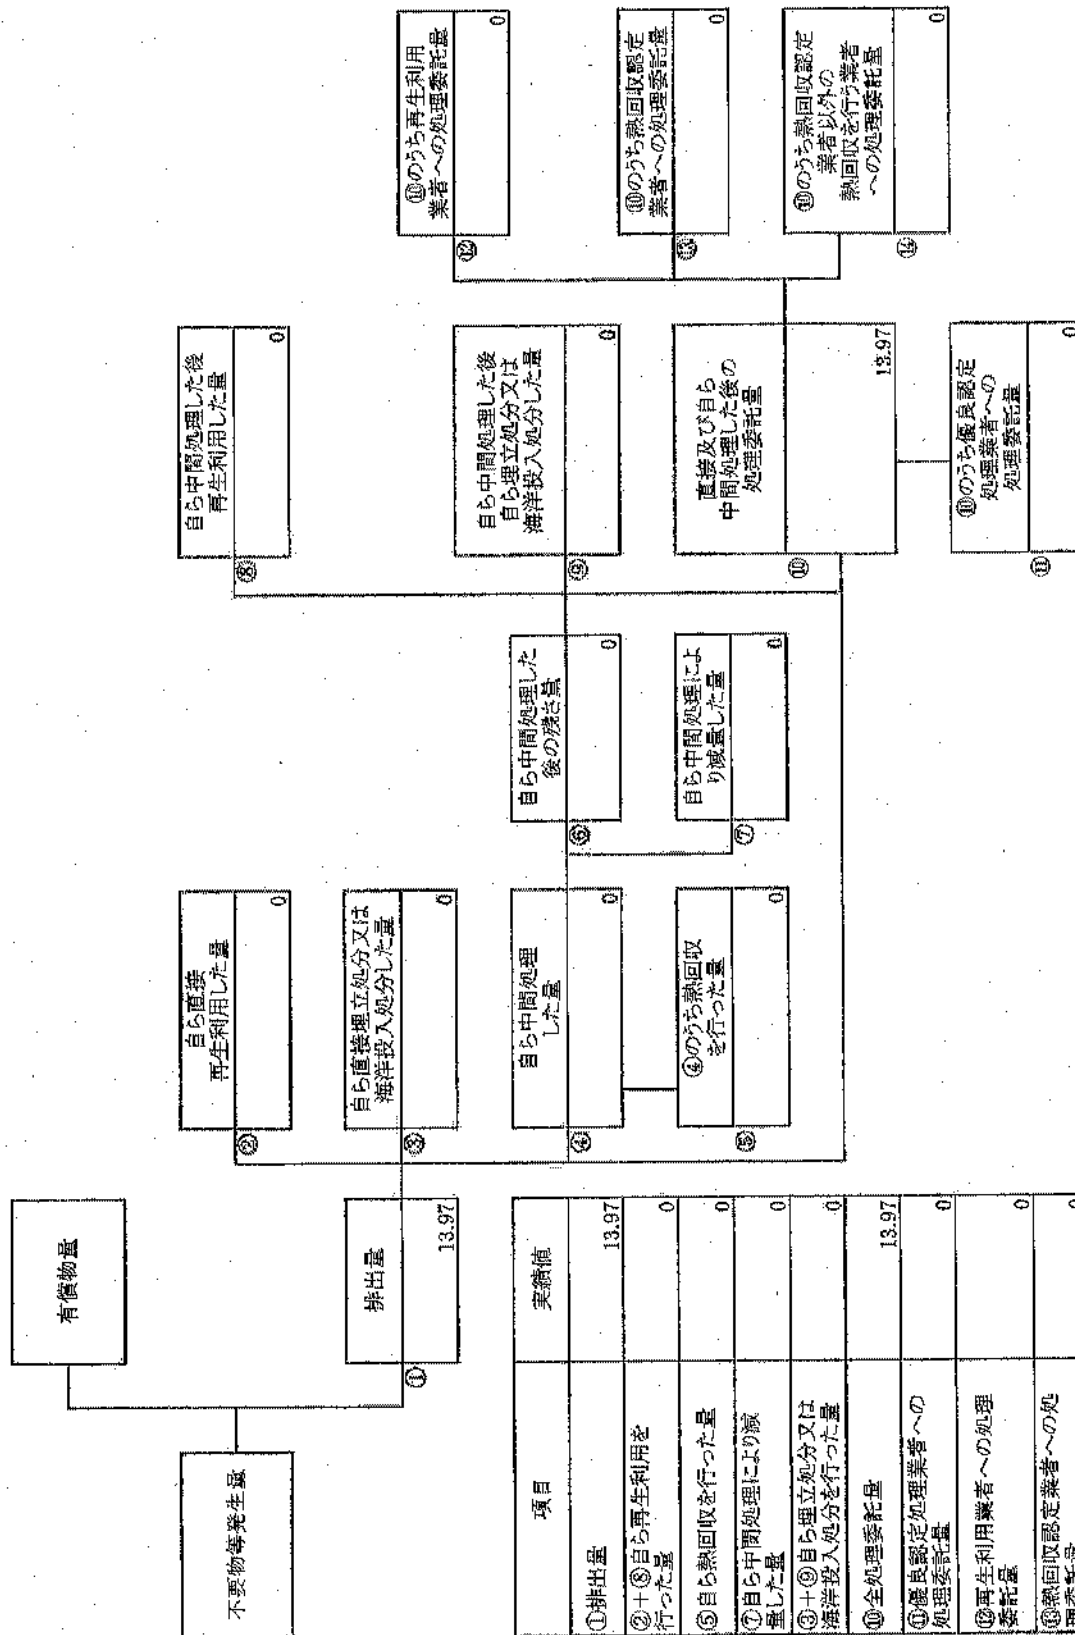 不要物等発生量
有償物量
排出量
①
13.97
自ら直接
再生利用した量
②
0
自ら直接埋立処分又は
海洋投入処分した量
③
0
自ら中間処理
した量
④
0
④のうち熱回収
を行った量
⑤
0
自ら中間処理した
後の残さ量
⑥
0
自ら中間処理によ
り減量した量
⑦
0
自ら中間処理した後
再生利用した量
⑧
0
自ら中間処理した後
自ら埋立処分又は
海洋投入処分した量
⑨
0
直接及び自ら
中間処理した後の
処理委託量
⑩
13.97
⑩のうち優良認定
処理業者への
処理委託量
⑪
0
⑩のうち再生利用
業者への処理委託量
⑫
0
⑩のうち熱回収認定
業者への処理委託量
⑬
0
⑩のうち熱回収認定
業者以外の
熱回収を行う業者
への処理委託量
⑭
0
項目 実績値
①排出量 13.97
②+⑧自ら再生利用を
行った量 0
⑤自ら熱回収を行った量 0
⑦自ら中間処理により減
量した量 0
③+⑨自ら埋立処分又は
海洋投入処分を行った量 0
⑩全処理委託量 13.97
⑪優良認定処理業者への
処理委託量 0
⑫再生利用業者への処理
委託量 0
⑬熱回収認定業者への処
理委託量 0